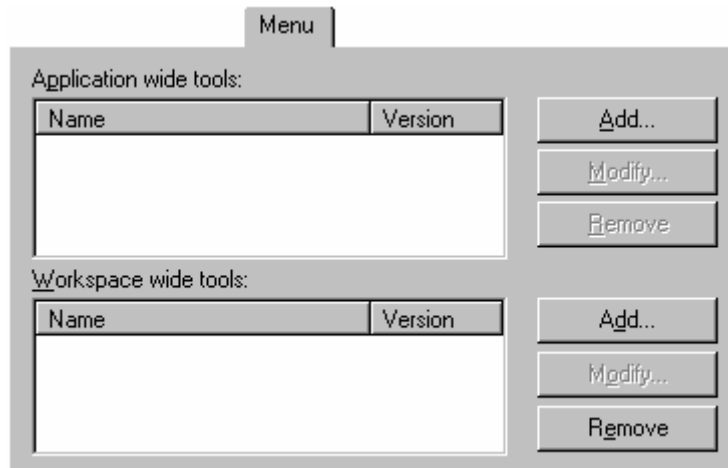 Menu
Application wide tools:
Name Version
Add...
Modify...
Remove
Workspace wide tools:
Name Version
Add...
Modify...
Remove